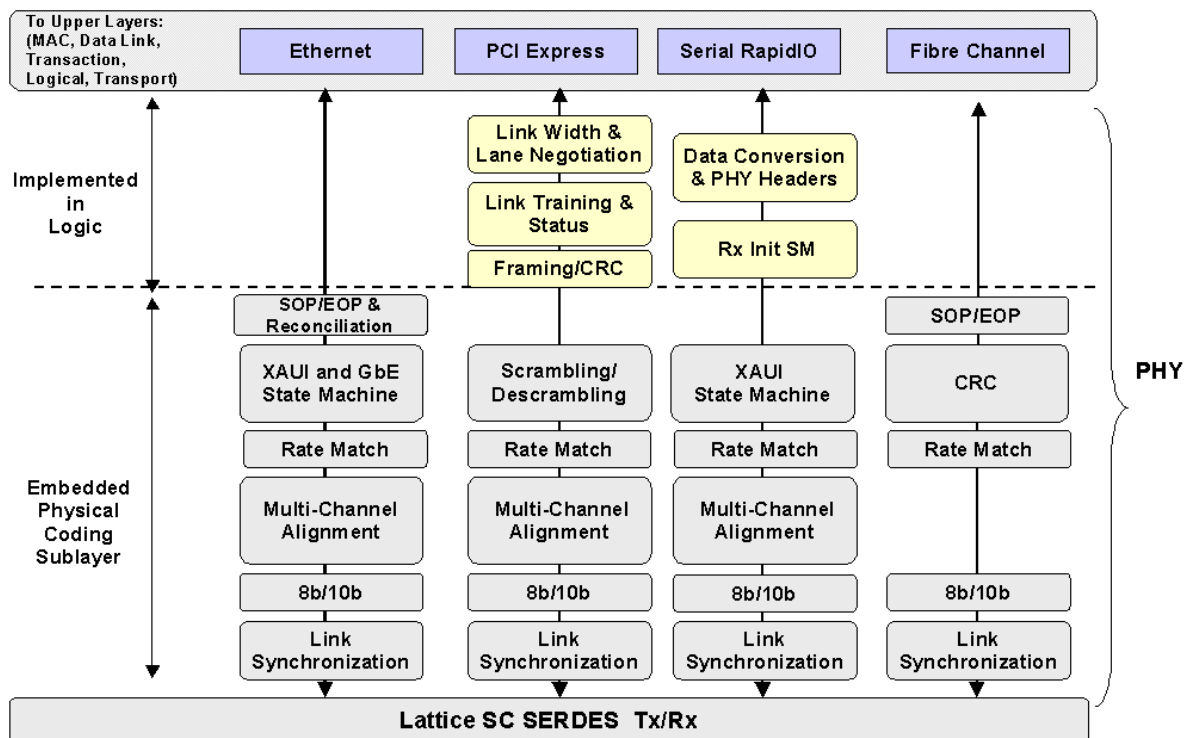 To Upper Layers:
(MAC, Data Link,
Transaction,
Logical, Transport)
Ethernet
PCI Express
Serial RapidIO
Fibre Channel
Implemented
in
Logic
Link Width &
Lane Negotiation
Link Training &
Status
Framing/CRC
Data Conversion
& PHY Headers
Rx Init SM
PHY
Embedded
Physical
Coding
Sublayer
SOP/EOP &
Reconciliation
XAUI and GbE
State Machine
Rate Match
Multi-Channel
Alignment
8b/10b
Link
Synchronization
Scrambling/
Descrambling
Rate Match
Multi-Channel
Alignment
8b/10b
Link
Synchronization
XAUI
State Machine
Rate Match
Multi-Channel
Alignment
8b/10b
Link
Synchronization
SOP/EOP
CRC
Rate Match
8b/10b
Link
Synchronization
Lattice SC SERDES Tx/Rx